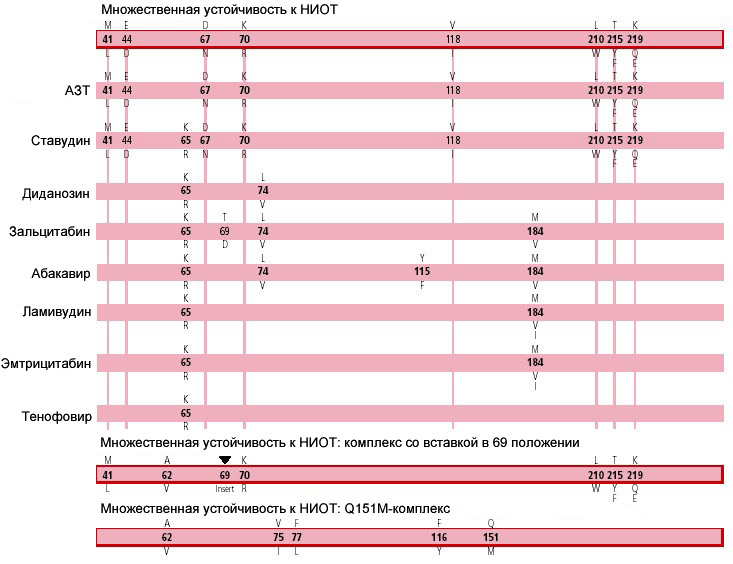 Множественная устойчивость к НИОТ
M E D K V L T K
41 44 67 70 118 210 215 219
L D N R I W Y Q
F E
M E D K V L T K
АЗТ 41 44 67 70 118 210 215 219
L D N R I W Y Q
F E
M E K D K V L T K
Ставудин 41 44 65 67 70 118 210 215 219
L D R N R I W Y Q
F E
K L
Диданозин 65 74
R V
K T L M
Зальцитабин 65 69 74 184
R D V V
K L Y M
Абакавир 65 74 115 184
R V F V
K M
Ламивудин 65 184
R V
I
K M
Эмтрицитабин 65 184
R V
I
K
Тенофовир 65
R
Множественная устойчивость к НИОТ: комплекс со вставкой в 69 положении
M A K L T K
41 62 69 70 210 215 219
L V Insert R W Y Q
F E
Множественная устойчивость к НИОТ: Q151M-комплекс
A V F F Q
62 75 77 116 151
V I L Y M